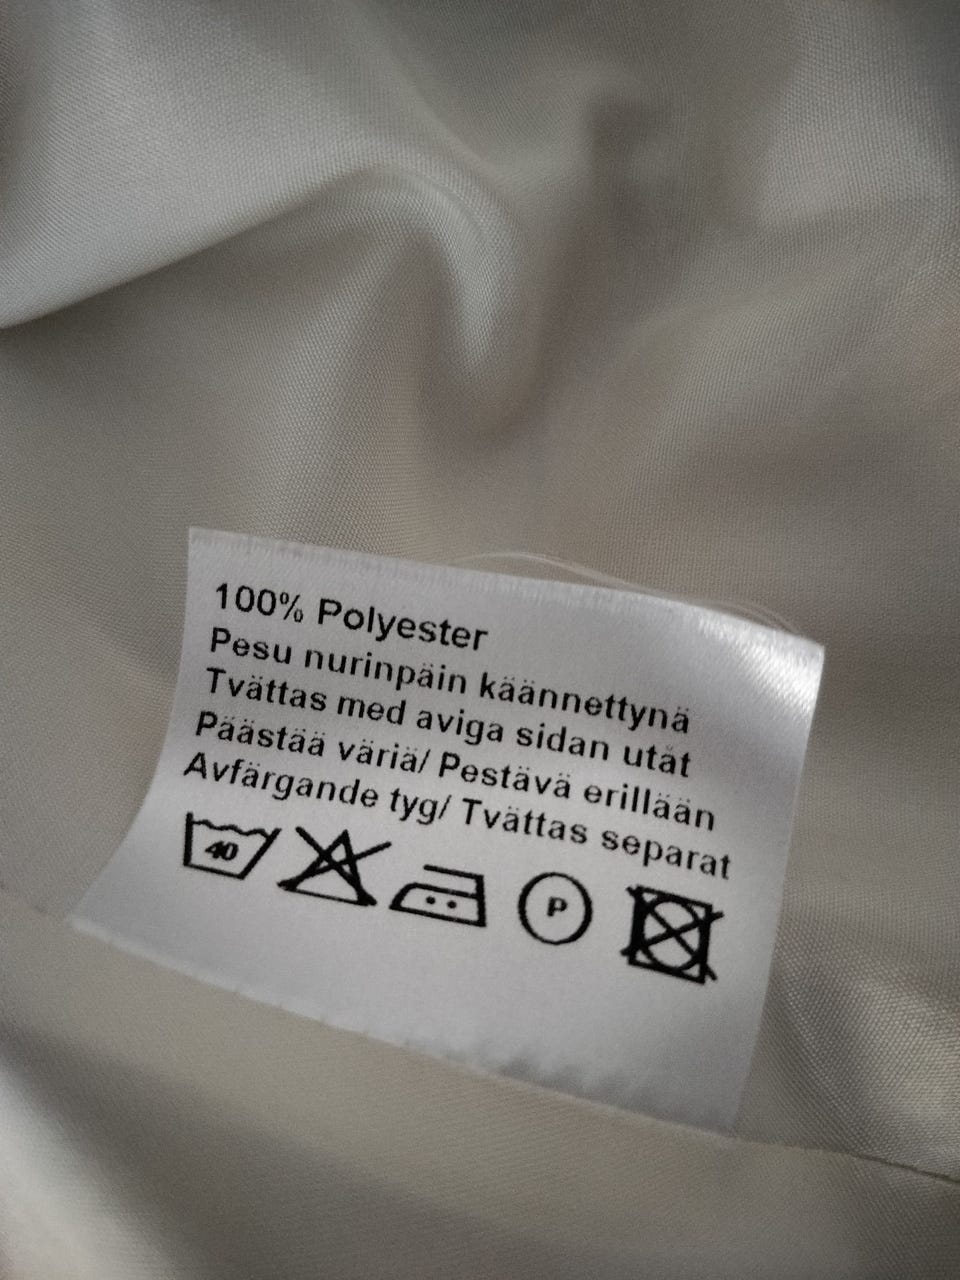 100% Polyester
Pesu nurinpäin käännettynä
Tvättas med aviga sidan utåt
Päästää väriä/ Pestävä erillään
Avfärgande tyg/ Tvättas separat
40 P